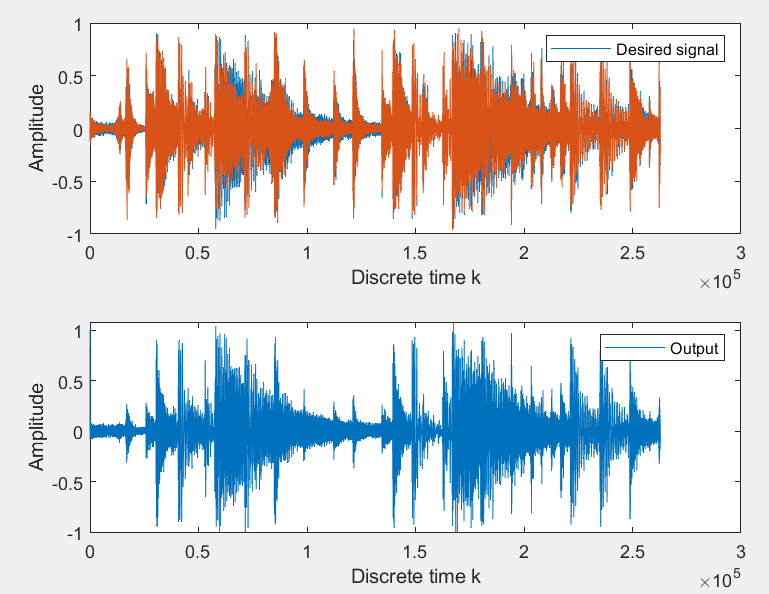 1
0.5
0
-0.5
-1
Amplitude
Desired signal
0 0.5 1 1.5 2 2.5 3
Discrete time k
×10^5
1
0.5
0
-0.5
-1
Amplitude
Output
0 0.5 1 1.5 2 2.5 3
Discrete time k
×10^5